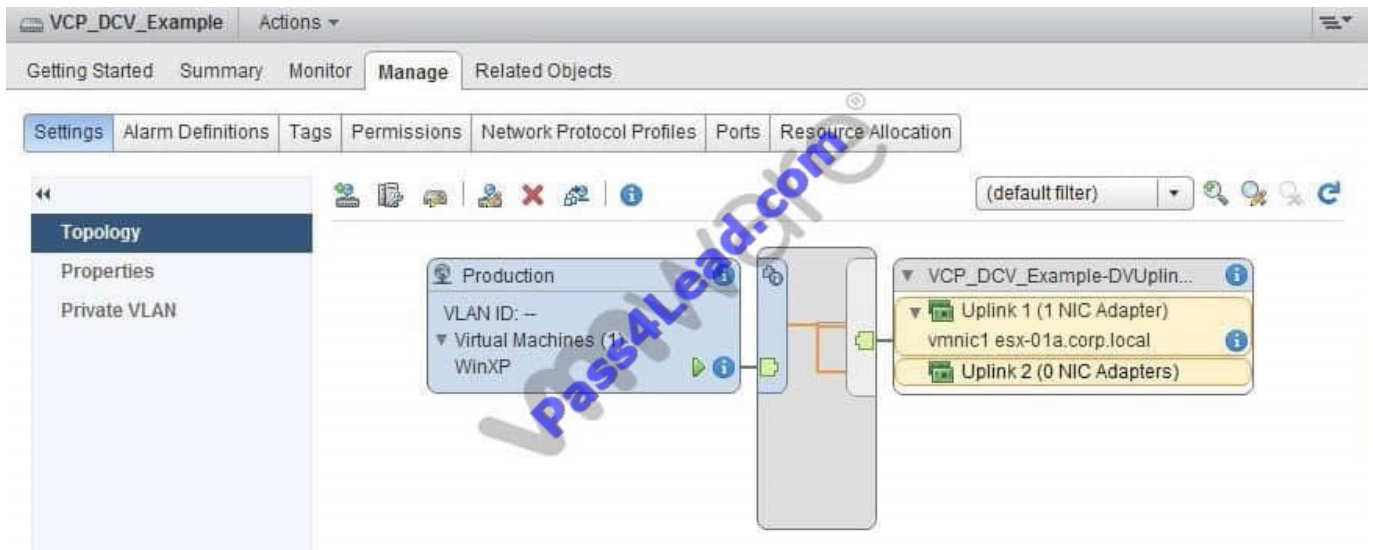 VCP_DCV_Example Actions
Getting Started Summary Monitor Manage Related Objects
Settings Alarm Definitions Tags Permissions Network Protocol Profiles Ports Resource Allocation
(default filter)
Topology
Properties
Private VLAN
Production
VLAN ID: --
Virtual Machines (1)
WinXP
VCP_DCV_Example-DVUplin...
Uplink 1 (1 NIC Adapter)
vmnic1 esx-01a.corp.local
Uplink 2 (0 NIC Adapters)
vmware
Pass4Lead.com